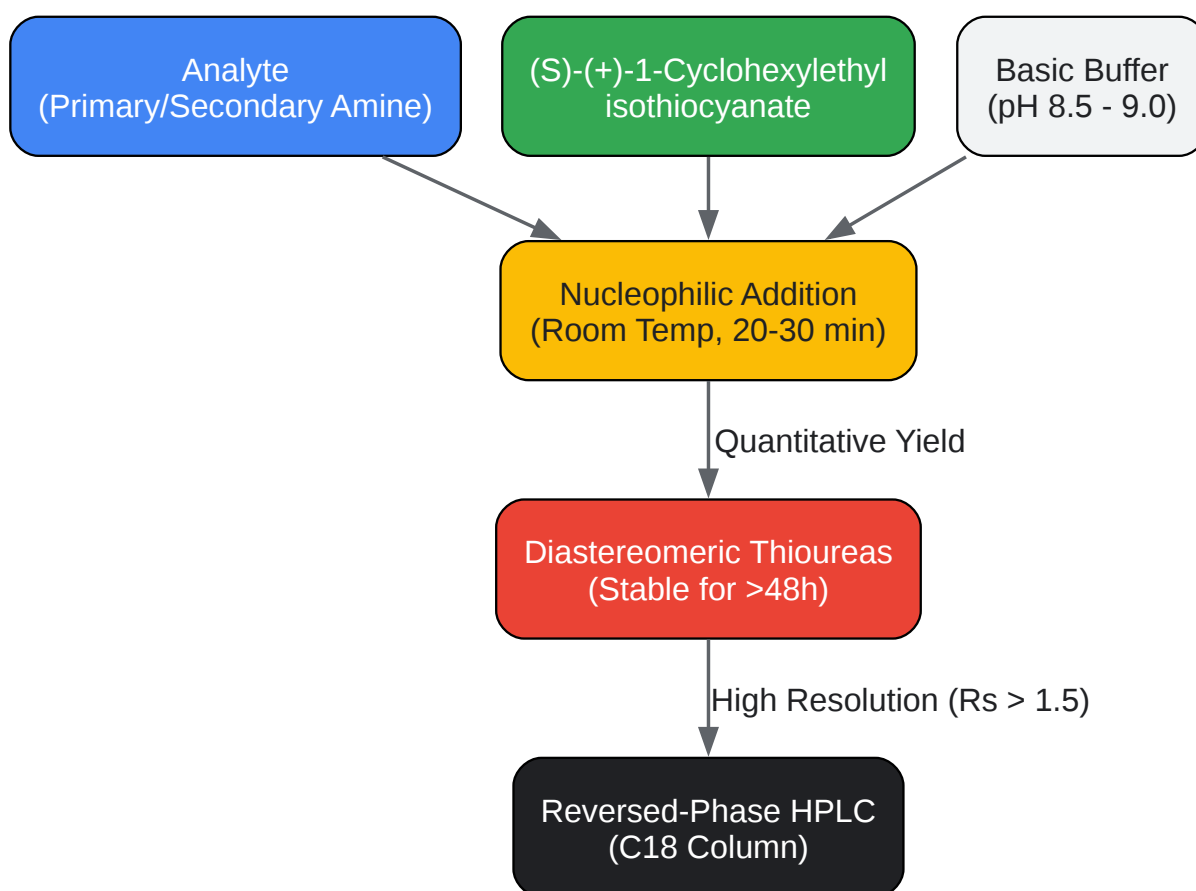 Analyte
(Primary/Secondary Amine)
(S)-(+)-1-Cyclohexylethyl
isothiocyanate
Basic Buffer
(pH 8.5 - 9.0)
Nucleophilic Addition
(Room Temp, 20-30 min)
Quantitative Yield
Diastereomeric Thioureas
(Stable for >48h)
High Resolution (Rs > 1.5)
Reversed-Phase HPLC
(C18 Column)